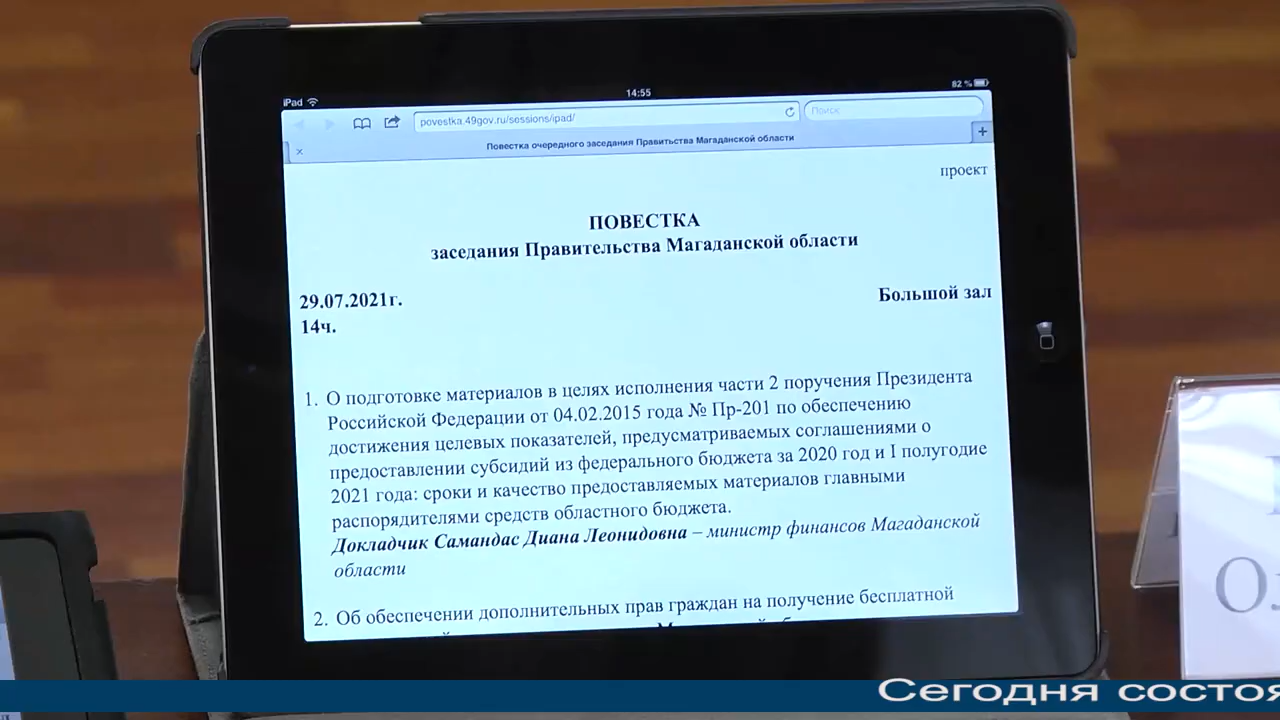 iPad
14:55
82 %
povestka.49gov.ru/sessions/ipad/
Поиск
Повестка очередного заседания Правитьства Магаданской области
проект
ПОВЕСТКА
заседания Правительства Магаданской области
29.07.2021г.
Большой зал
14ч.
1. О подготовке материалов в целях исполнения части 2 поручения Президента
Российской Федерации от 04.02.2015 года № Пр-201 по обеспечению
достижения целевых показателей, предусматриваемых соглашениями о
предоставлении субсидий из федерального бюджета за 2020 год и I полугодие
2021 года: сроки и качество предоставляемых материалов главными
распорядителями средств областного бюджета.
Докладчик Самандас Диана Леонидовна – министр финансов Магаданской
области
2. Об обеспечении дополнительных прав граждан на получение бесплатной
Сегодня состоя